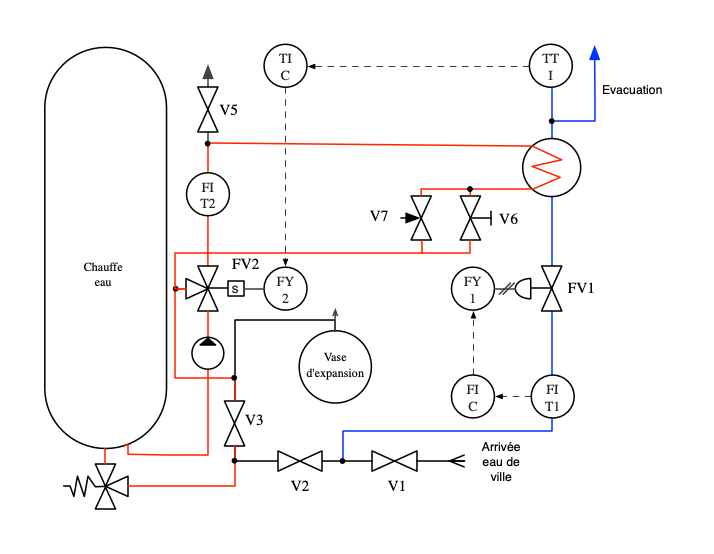 TI
C
TT
I
Evacuation
V5
FI
T2
V7
V6
Chauffe
eau
FV2
S
FY
2
FY
1
FV1
Vase
d'expansion
FI
C
FI
T1
V3
Arrivée
eau de
ville
V2
V1